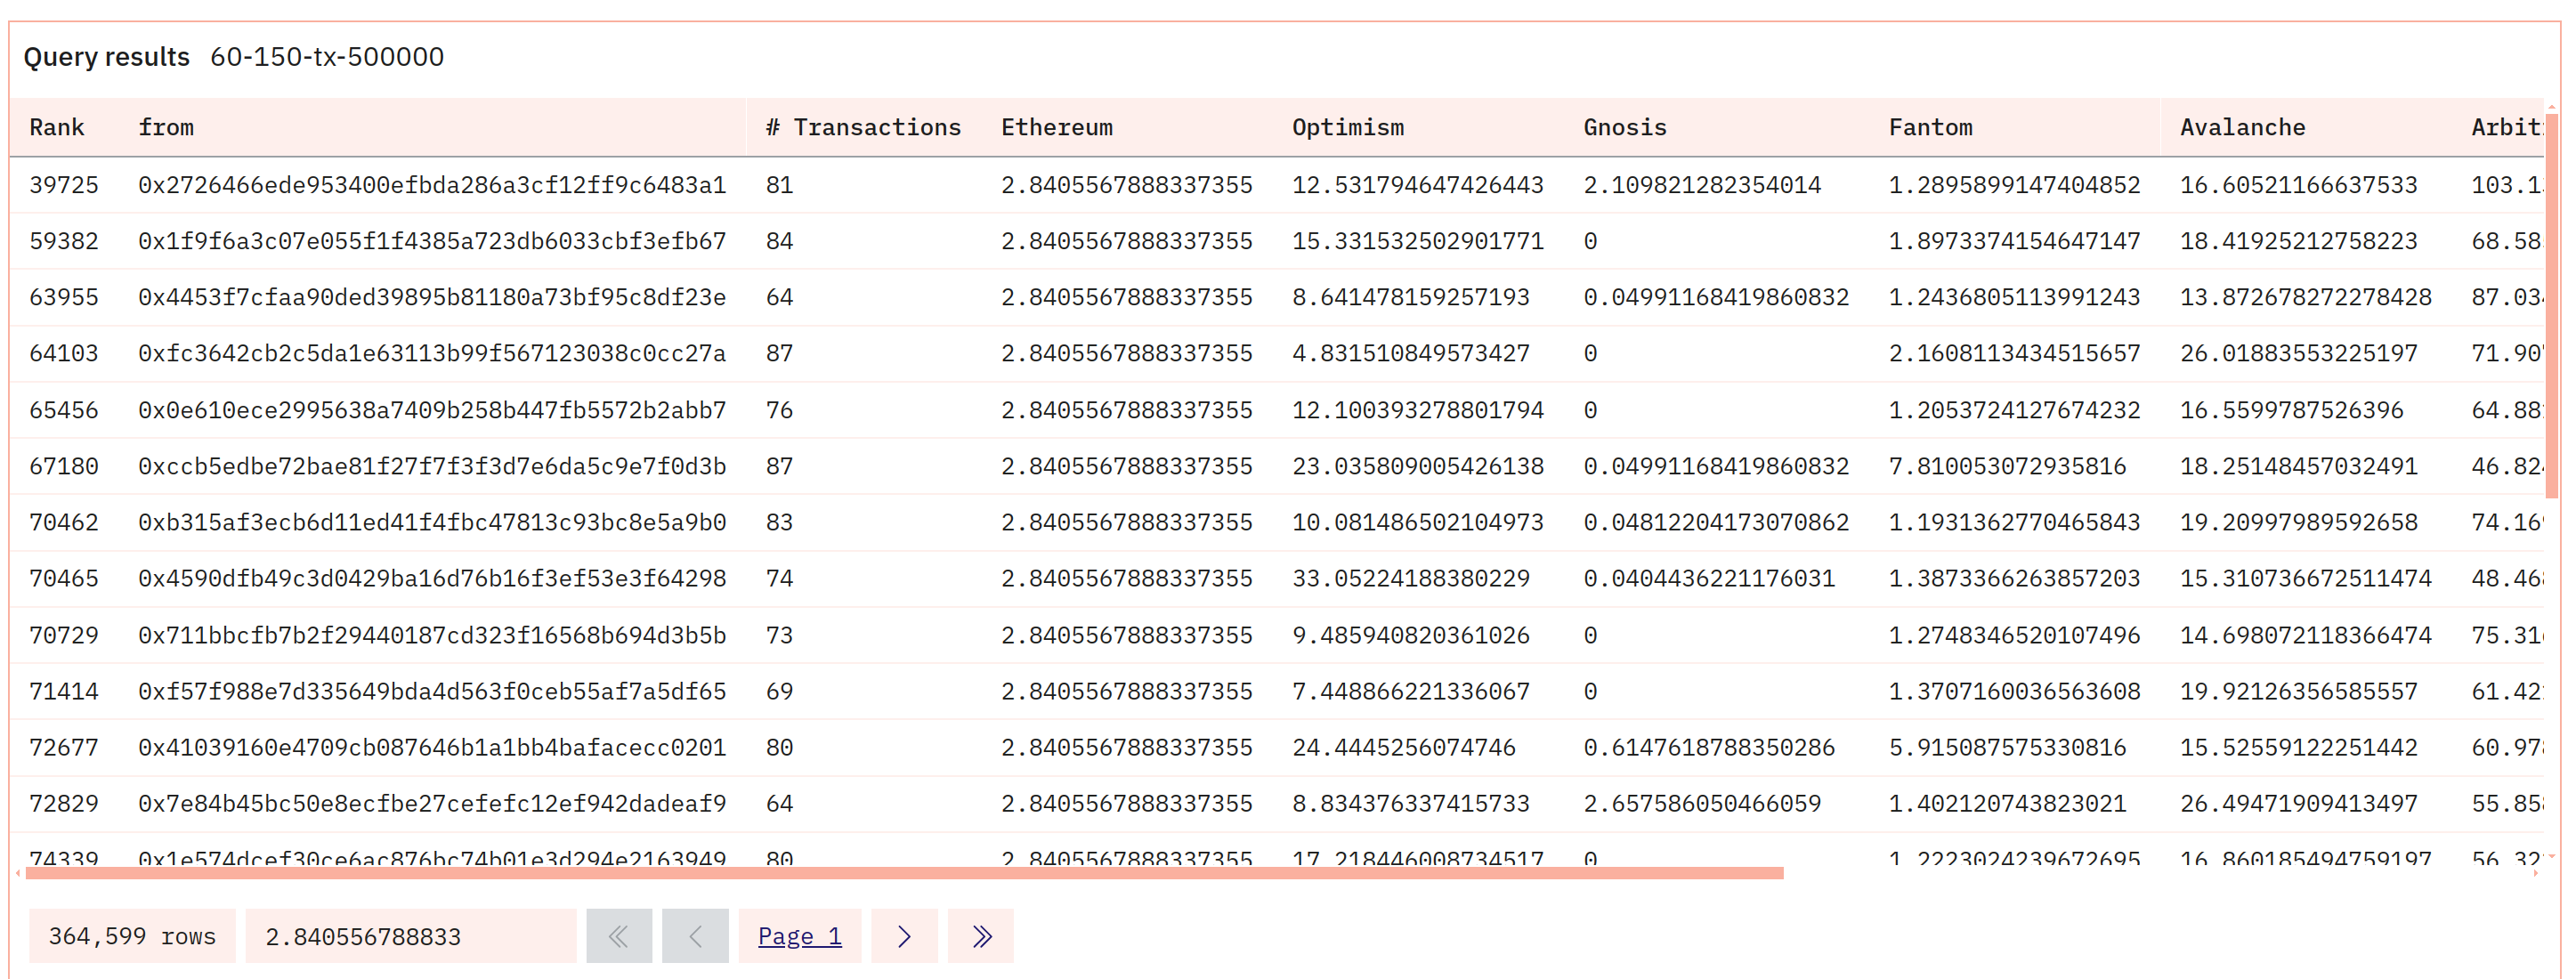 Query results 60-150-tx-500000
Rank from # Transactions Ethereum Optimism Gnosis Fantom Avalanche Arbit
39725 0x2726466ede953400efbda286a3cf12ff9c6483a1 81 2.8405567888337355 12.531794647426443 2.109821282354014 1.2895899147404852 16.60521166637533 103.1
59382 0x1f9f6a3c07e055f1f4385a723db6033cbf3efb67 84 2.8405567888337355 15.331532502901771 0 1.8973374154647147 18.41925212758223 68.58
63955 0x4453f7cfaa90ded39895b81180a73bf95c8df23e 64 2.8405567888337355 8.641478159257193 0.04991168419860832 1.2436805113991243 13.872678272278428 87.03
64103 0xfc3642cb2c5da1e63113b99f567123038c0cc27a 87 2.8405567888337355 4.831510849573427 0 2.1608113434515657 26.01883553225197 71.90
65456 0x0e610ece2995638a7409b258b447fb5572b2abb7 76 2.8405567888337355 12.100393278801794 0 1.2053724127674232 16.5599787526396 64.88
67180 0xccb5edbe72bae81f27f7f3f3d7e6da5c9e7f0d3b 87 2.8405567888337355 23.035809005426138 0.04991168419860832 7.810053072935816 18.25148457032491 46.82
70462 0xb315af3ecb6d11ed41f4fbc47813c93bc8e5a9b0 83 2.8405567888337355 10.081486502104973 0.04812204173070862 1.1931362770465843 19.20997989592658 74.16
70465 0x4590dfb49c3d0429ba16d76b16f3ef53e3f64298 74 2.8405567888337355 33.05224188380229 0.0404436221176031 1.3873366263857203 15.310736672511474 48.46
70729 0x711bbcfb7b2f29440187cd323f16568b694d3b5b 73 2.8405567888337355 9.485940820361026 0 1.2748346520107496 14.698072118366474 75.31
71414 0xf57f988e7d335649bda4d563f0ceb55af7a5df65 69 2.8405567888337355 7.448866221336067 0 1.3707160036563608 19.92126356585557 61.42
72677 0x41039160e4709cb087646b1a1bb4bafacecc0201 80 2.8405567888337355 24.4445256074746 0.6147618788350286 5.915087575330816 15.52559122251442 60.97
72829 0x7e84b45bc50e8ecfbe27cefefc12ef942dadeaf9 64 2.8405567888337355 8.834376337415733 2.657586050466059 1.402120743823021 26.49471909413497 55.85
74339 0x1e574dcef30ce6ac876bc74b01e3d294e2163949 80 2.8405567888337355 17.218446008734517 0 1.2223024239672695 16.860185494759197 56.32
364,599 rows 2.840556788833 Page 1